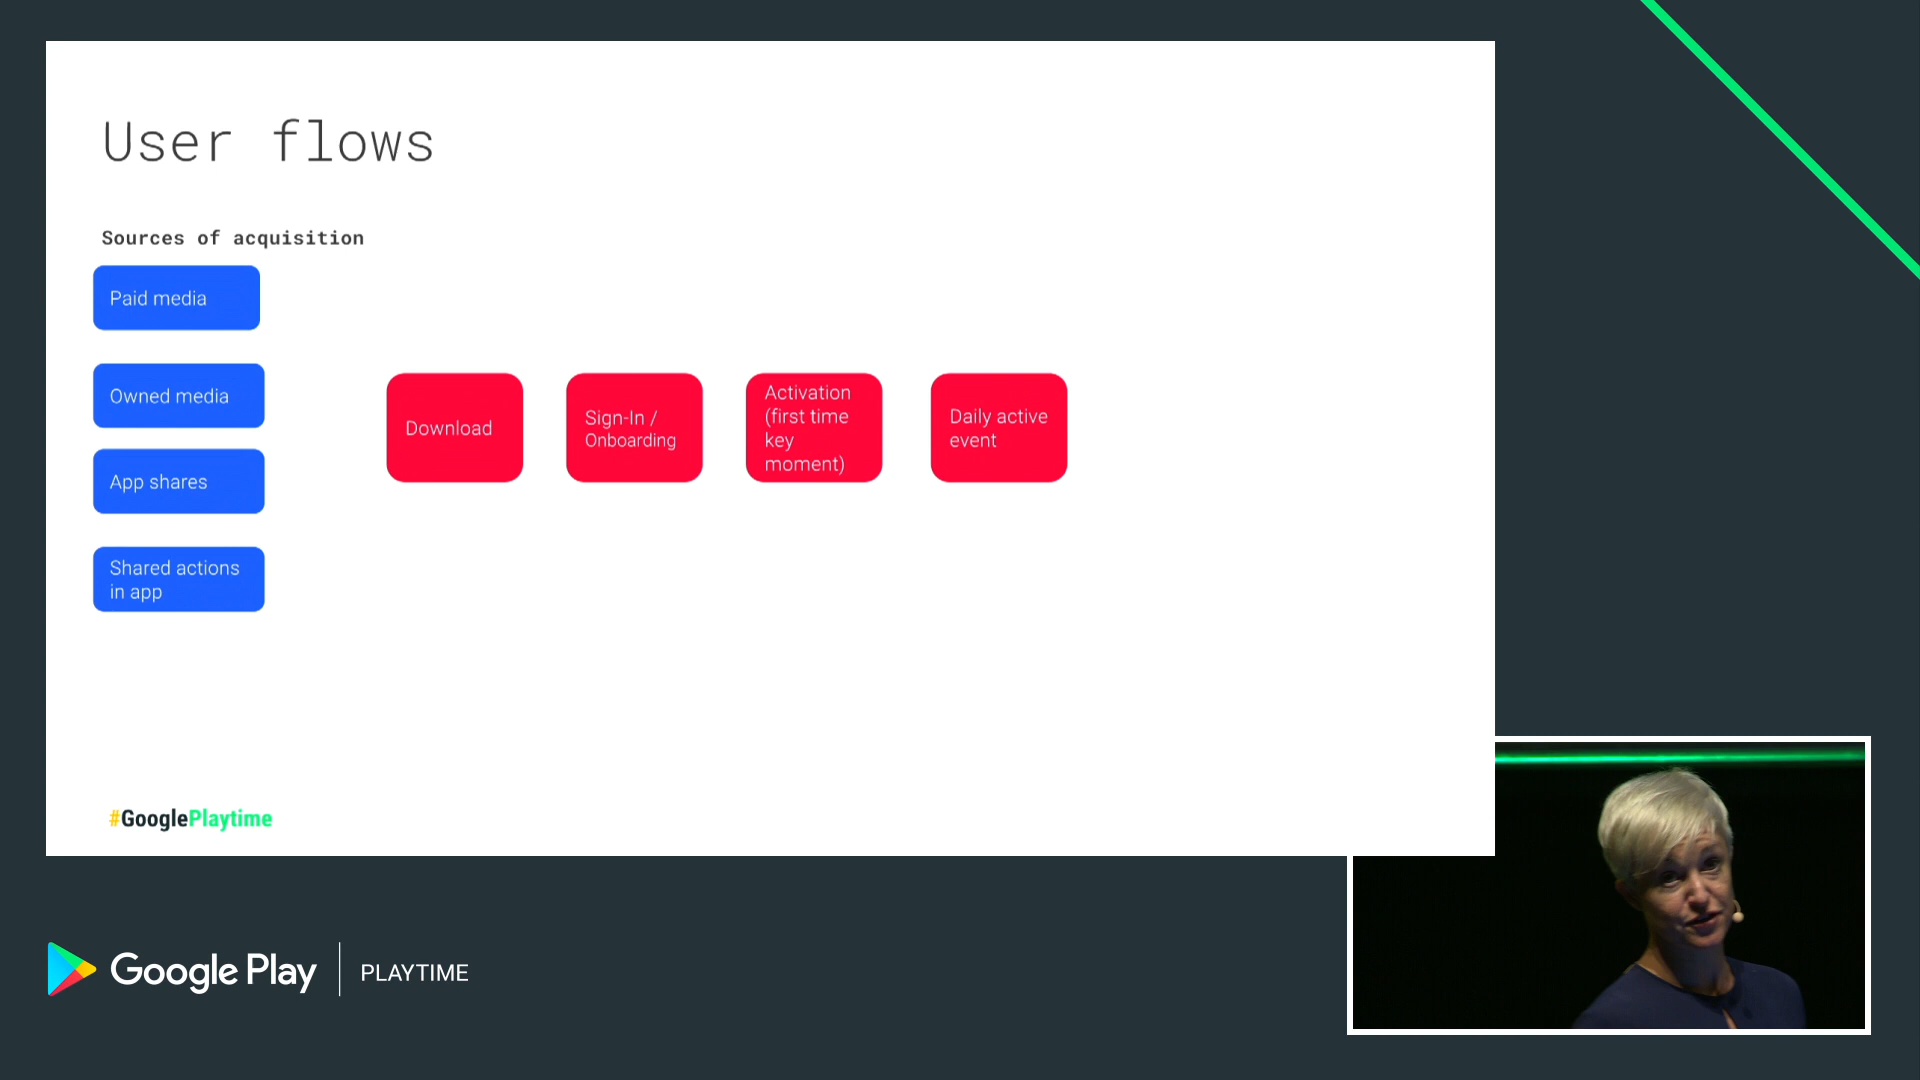 User flows
Sources of acquisition
Paid media
Owned media
App shares
Shared actions
in app
Download
Sign-In /
Onboarding
Activation
(first time
key
moment)
Daily active
event
#GooglePlaytime
Google Play
PLAYTIME